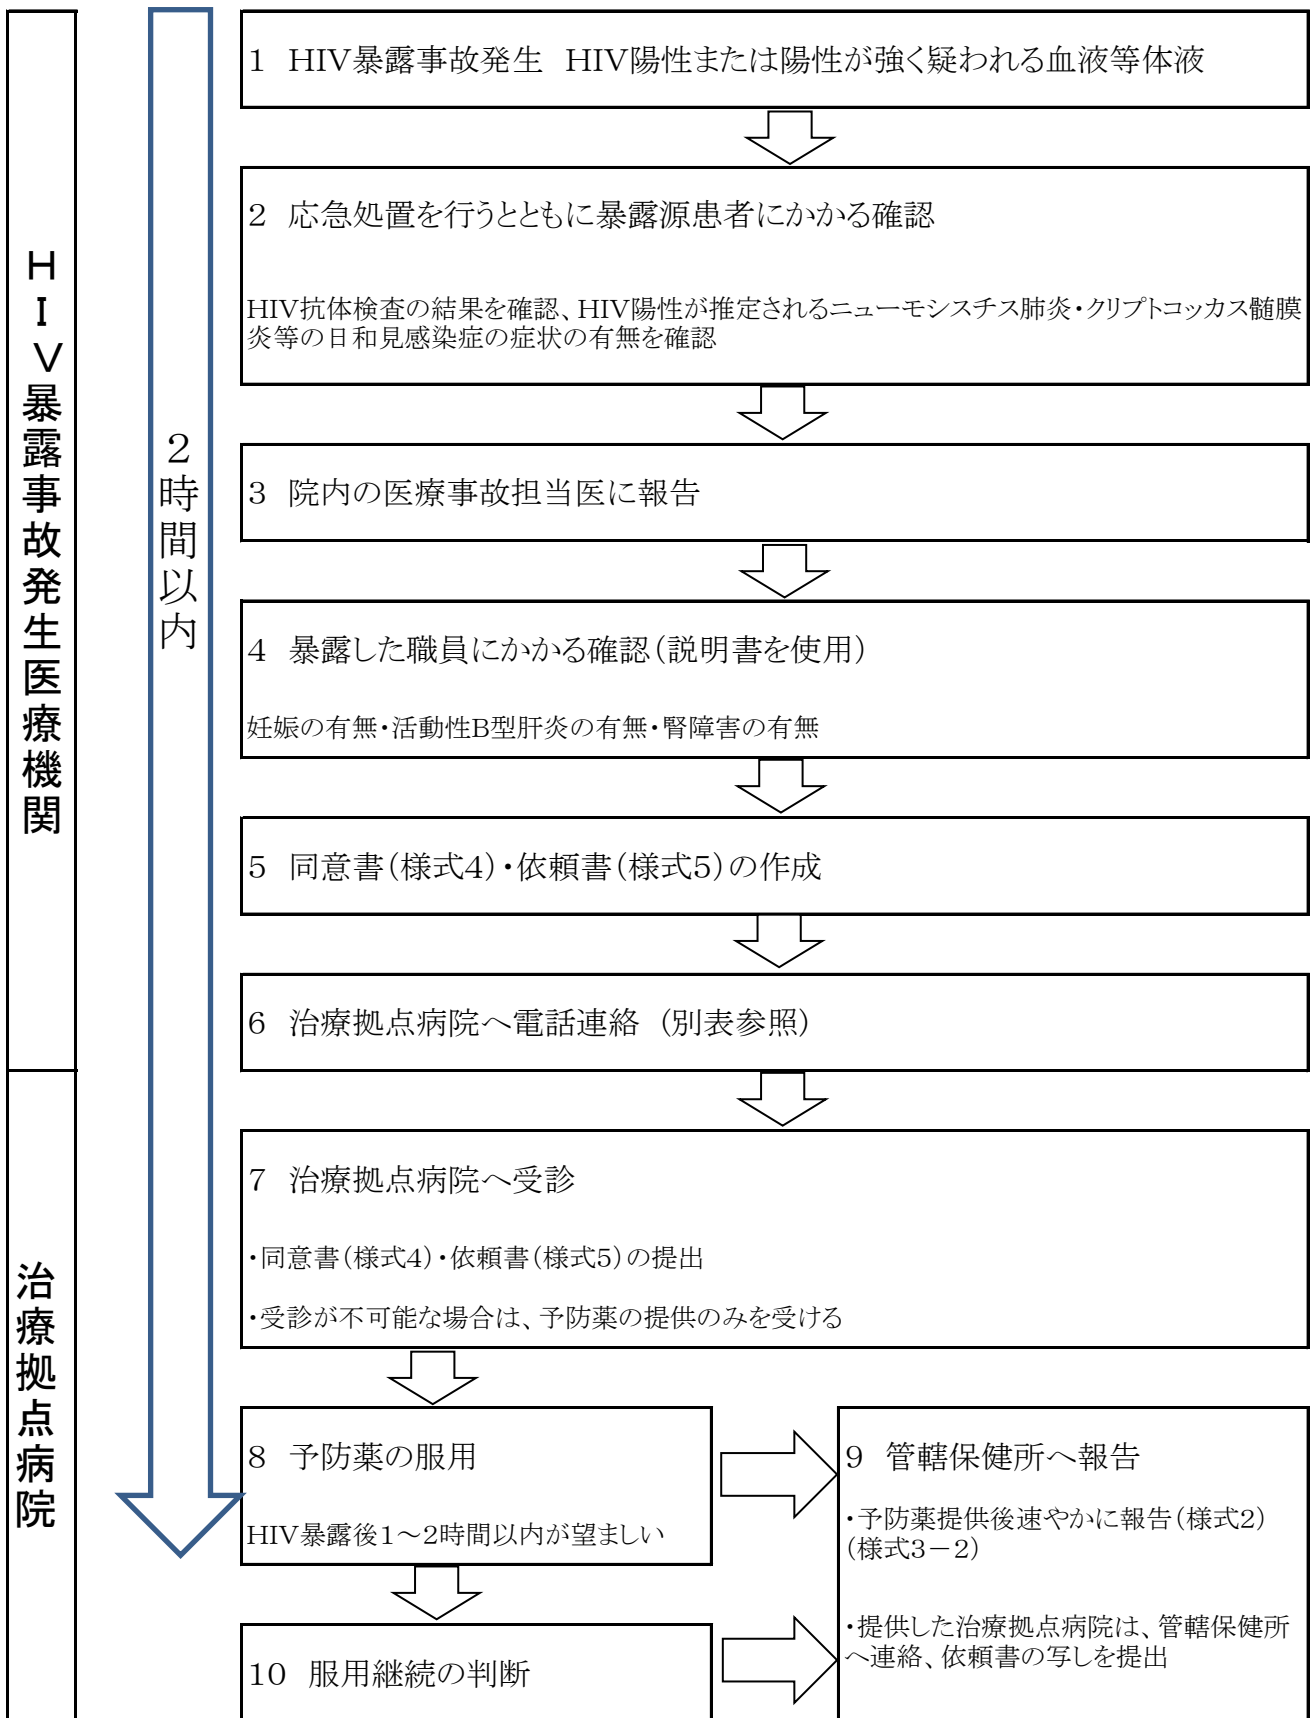 HIV暴露事故発生医療機関
治療拠点病院
2時間以内
1 HIV暴露事故発生 HIV陽性または陽性が強く疑われる血液等体液
2 応急処置を行うとともに暴露源患者にかかる確認
HIV抗体検査の結果を確認、HIV陽性が推定されるニューモシスチス肺炎・クリプトコッカス髄膜
炎等の日和見感染症の症状の有無を確認
3 院内の医療事故担当医に報告
4 暴露した職員にかかる確認(説明書を使用)
妊娠の有無・活動性B型肝炎の有無・腎障害の有無
5 同意書(様式4)・依頼書(様式5)の作成
6 治療拠点病院へ電話連絡 (別表参照)
7 治療拠点病院へ受診
・同意書(様式4)・依頼書(様式5)の提出
・受診が不可能な場合は、予防薬の提供のみを受ける
8 予防薬の服用
HIV暴露後1~2時間以内が望ましい
9 管轄保健所へ報告
・予防薬提供後速やかに報告(様式2)
(様式3-2)
・提供した治療拠点病院は、管轄保健所
へ連絡、依頼書の写しを提出
10 服用継続の判断